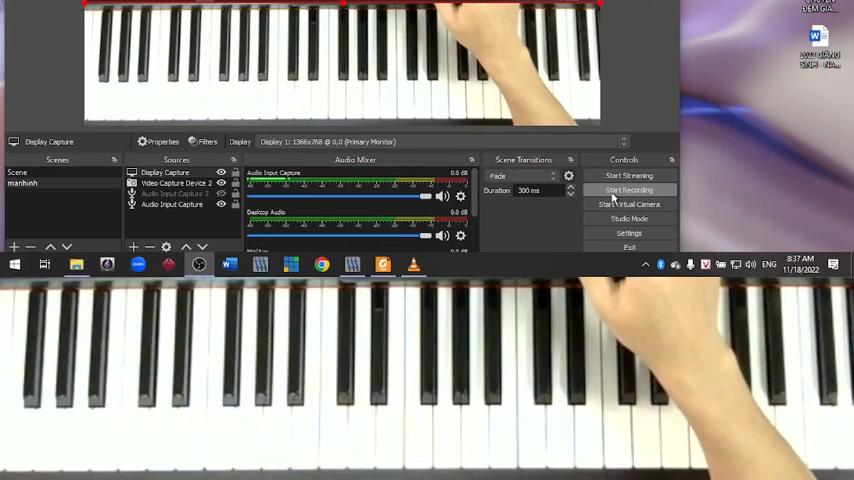 2022 GIÁNG
Display Capture
Properties
Filters
Display
Display 1: 1366x768 @ 0,0 (Primary Monitor)
Scenes
Sources
Audio Mixer
Scene Transitions
Controls
Scene
manhinh
Display Capture
Video Capture Device 2
Audio Input Capture 2
Audio Input Capture
Audio Input Capture
0.0 dB
Desktop Audio
0.0 dB
Fade
Duration
300 ms
Start Streaming
Start Recording
Start Virtual Camera
Studio Mode
Settings
Exit
zoom
ENG
8:37 AM
11/18/2022